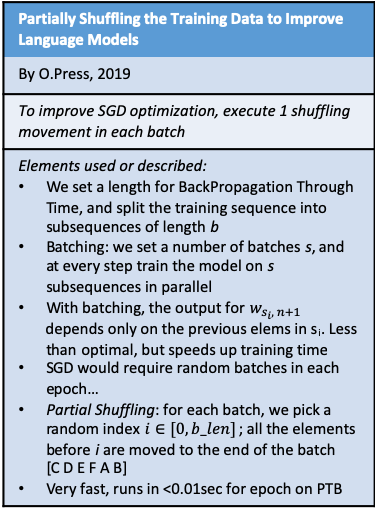 Partially Shuffling the Training Data to Improve
Language Models
By O.Press, 2019
To improve SGD optimization, execute 1 shuffling
movement in each batch
Elements used or described:
• We set a length for BackPropagation Through
Time, and split the training sequence into
subsequences of length b
• Batching: we set a number of batches s, and
at every step train the model on s
subsequences in parallel
• With batching, the output for w_{s_i, n+1}
depends only on the previous elems in sᵢ. Less
than optimal, but speeds up training time
• SGD would require random batches in each
epoch…
• Partial Shuffling: for each batch, we pick a
random index i ∈ [0, b_len] ; all the elements
before i are moved to the end of the batch
[C D E F A B]
• Very fast, runs in <0.01sec for epoch on PTB